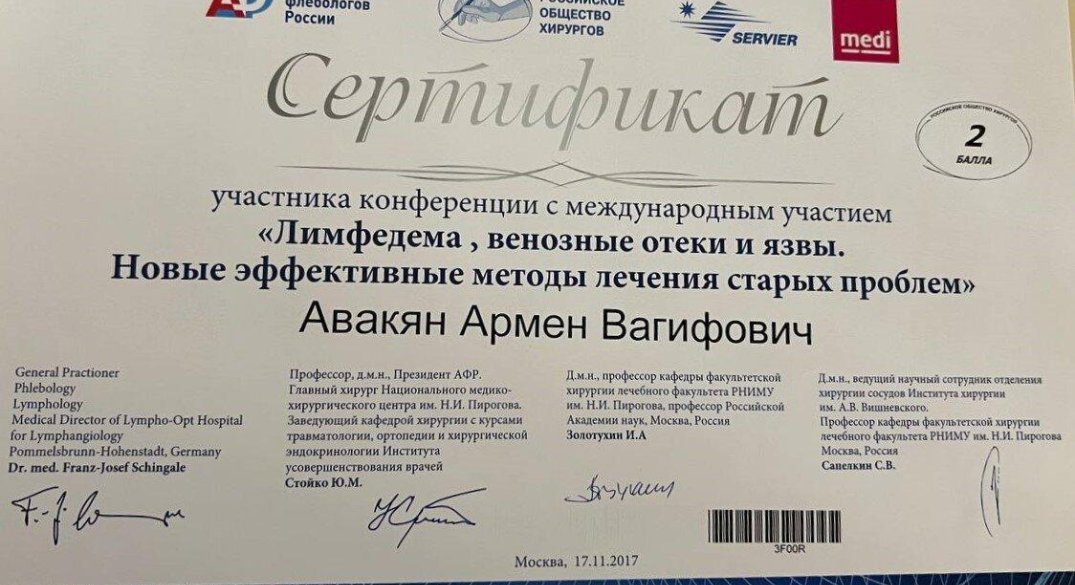 флебологов
России
ОБЩЕСТВО
ХИРУРГОВ
SERVIER
medi
Сертификат
РОССИЙСКОЕ ОБЩЕСТВО ХИРУРГОВ
2
БАЛЛА
участника конференции с международным участием
«Лимфедема , венозные отеки и язвы.
Новые эффективные методы лечения старых проблем»
Авакян Армен Вагифович
General Practioner
Phlebology
Lymphology
Medical Director of Lympho-Opt Hospital
for Lymphangiology
Pommelsbrunn-Hohenstadt, Germany
Dr. med. Franz-Josef Schingale
Профессор, д.м.н., Президент АФР.
Главный хирург Национального медико-
хирургического центра им. Н.И. Пирогова.
Заведующий кафедрой хирургии с курсами
травматологии, ортопедии и хирургической
эндокринологии Института
усовершенствования врачей
Стойко Ю.М.
Д.м.н., профессор кафедры факультетской
хирургии лечебного факультета РНИМУ
им. Н.И. Пирогова, профессор Российской
Академии наук, Москва, Россия
Золотухин И.А
Д.м.н., ведущий научный сотрудник отделения
хирургии сосудов Института хирургии
им. А.В. Вишневского.
Профессор кафедры факультетской хирургии
лечебного факультета РНИМУ им. Н.И. Пирогова
Москва, Россия
Сапелкин С.В.
3F00R
Москва, 17.11.2017